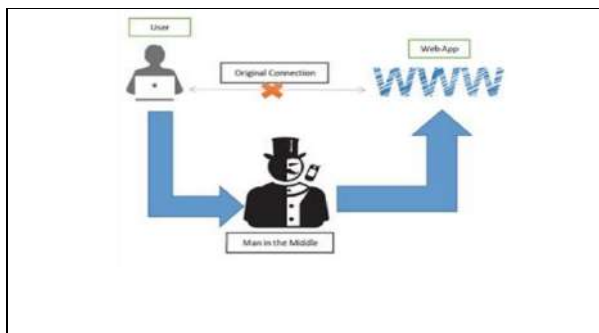 User
Web-App
Original Connection
WWW
Man in the Middle